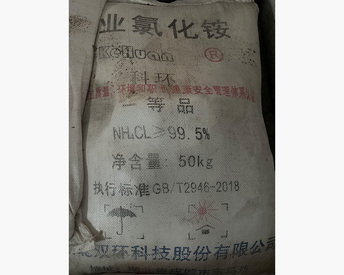 业氯化铵
Kehuan ®
科环
一等品
NH₄CL≥99.5%
净含量: 50kg
执行标准GB/T2946-2018
双环科技股份有限公司